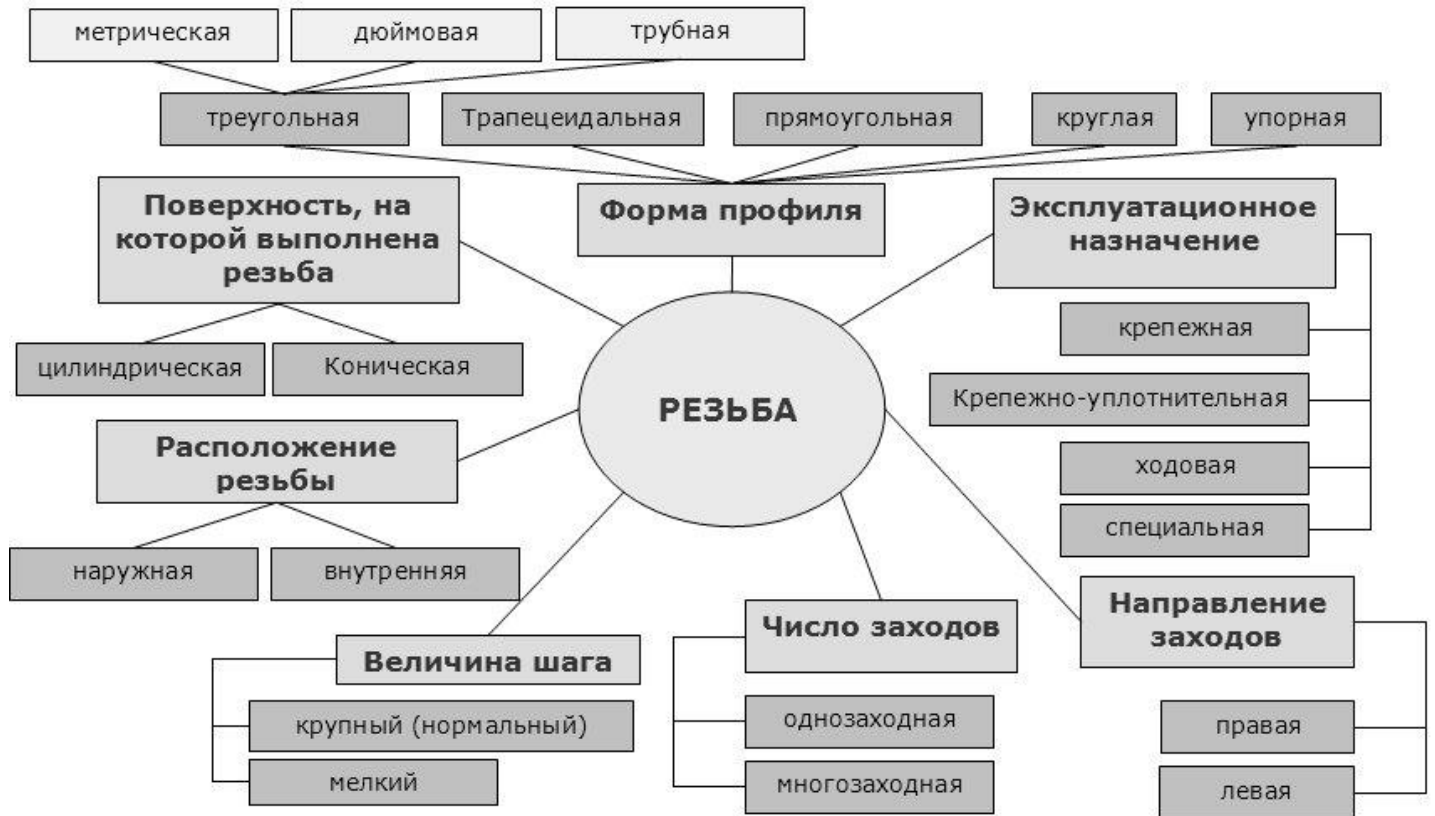 метрическая
дюймовая
трубная
треугольная
Трапецеидальная
прямоугольная
круглая
упорная
Поверхность, на
которой выполнена
резьба
Форма профиля
Эксплуатационное
назначение
цилиндрическая
Коническая
крепежная
Крепежно-уплотнительная
ходовая
специальная
РЕЗЬБА
Расположение
резьбы
наружная
внутренняя
Величина шага
крупный (нормальный)
мелкий
Число заходов
однозаходная
многозаходная
Направление
заходов
правая
левая